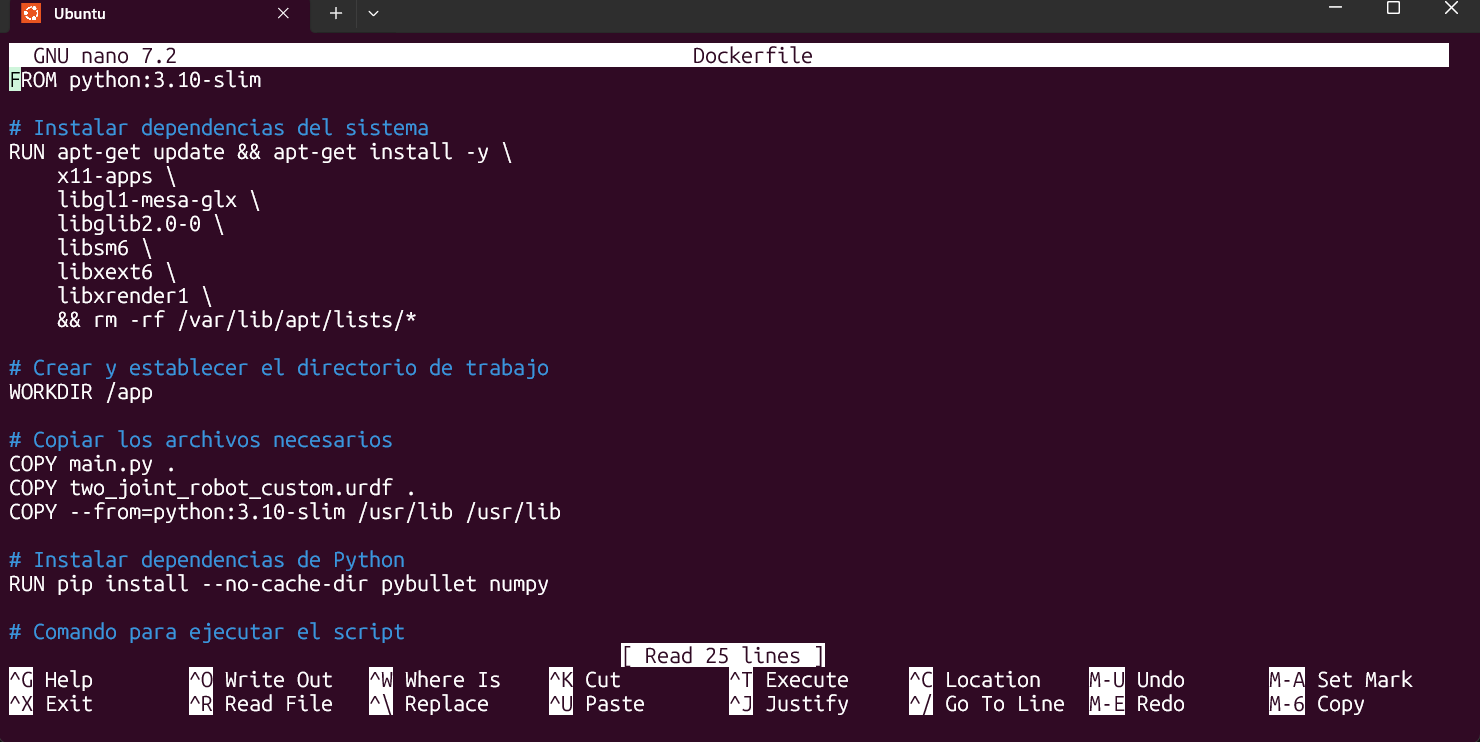 Ubuntu
GNU nano 7.2 Dockerfile
FROM python:3.10-slim
# Instalar dependencias del sistema
RUN apt-get update && apt-get install -y \
x11-apps \
libgl1-mesa-glx \
libglib2.0-0 \
libsm6 \
libxext6 \
libxrender1 \
&& rm -rf /var/lib/apt/lists/*
# Crear y establecer el directorio de trabajo
WORKDIR /app
# Copiar los archivos necesarios
COPY main.py .
COPY two_joint_robot_custom.urdf .
COPY --from=python:3.10-slim /usr/lib /usr/lib
# Instalar dependencias de Python
RUN pip install --no-cache-dir pybullet numpy
# Comando para ejecutar el script
[ Read 25 lines ]
^G Help ^O Write Out ^W Where Is ^K Cut ^T Execute ^C Location M-U Undo M-A Set Mark
^X Exit ^R Read File ^\ Replace ^U Paste ^J Justify ^/ Go To Line M-E Redo M-6 Copy